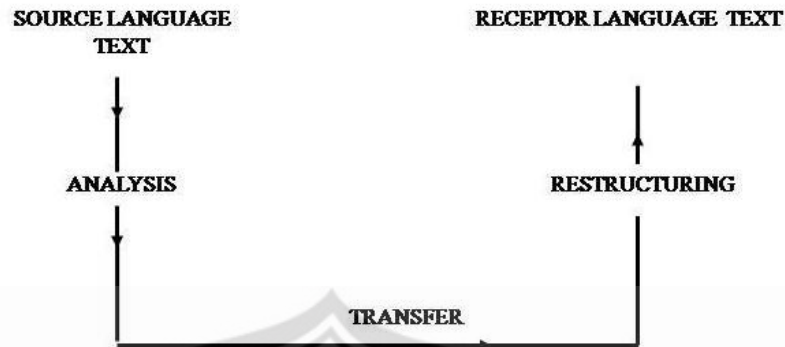 SOURCE LANGUAGE
TEXT
RECEPTOR LANGUAGE TEXT
ANALYSIS
RESTRUCTURING
TRANSFER